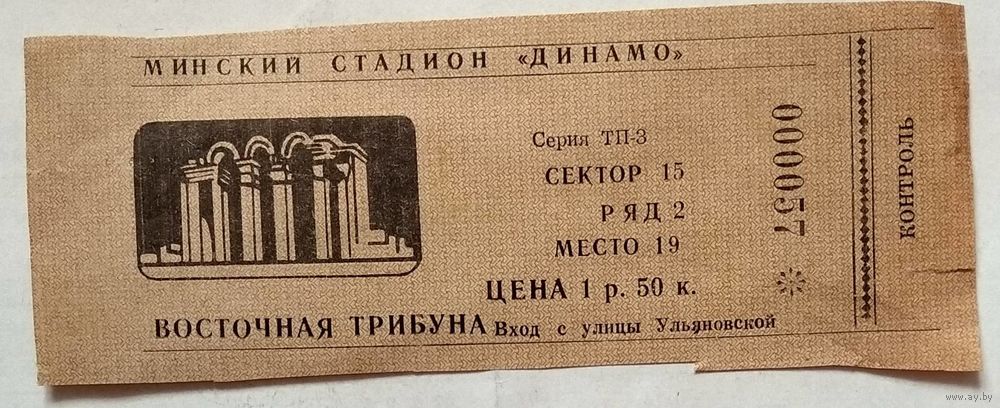 МИНСКИЙ СТАДИОН «ДИНАМО»
Серия ТП-3
СЕКТОР 15
РЯД 2
МЕСТО 19
ЦЕНА 1 р. 50 к.
ВОСТОЧНАЯ ТРИБУНА Вход с улицы Ульяновской
000057
КОНТРОЛЬ
www.ay.by